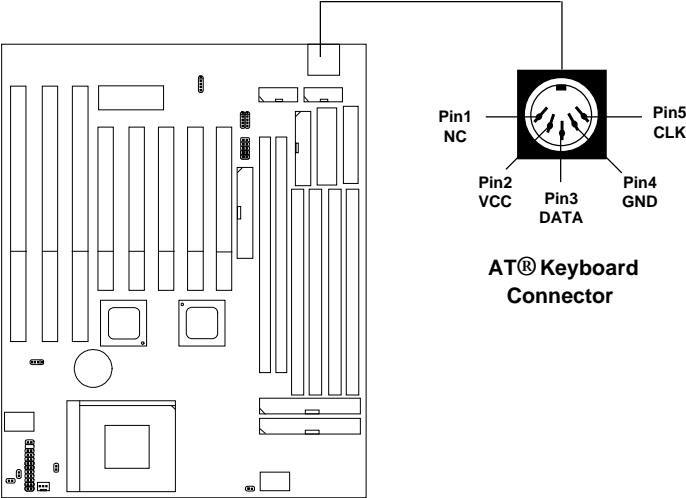 Pin1
NC
Pin5
CLK
Pin2
VCC
Pin3
DATA
Pin4
GND
AT® Keyboard
Connector